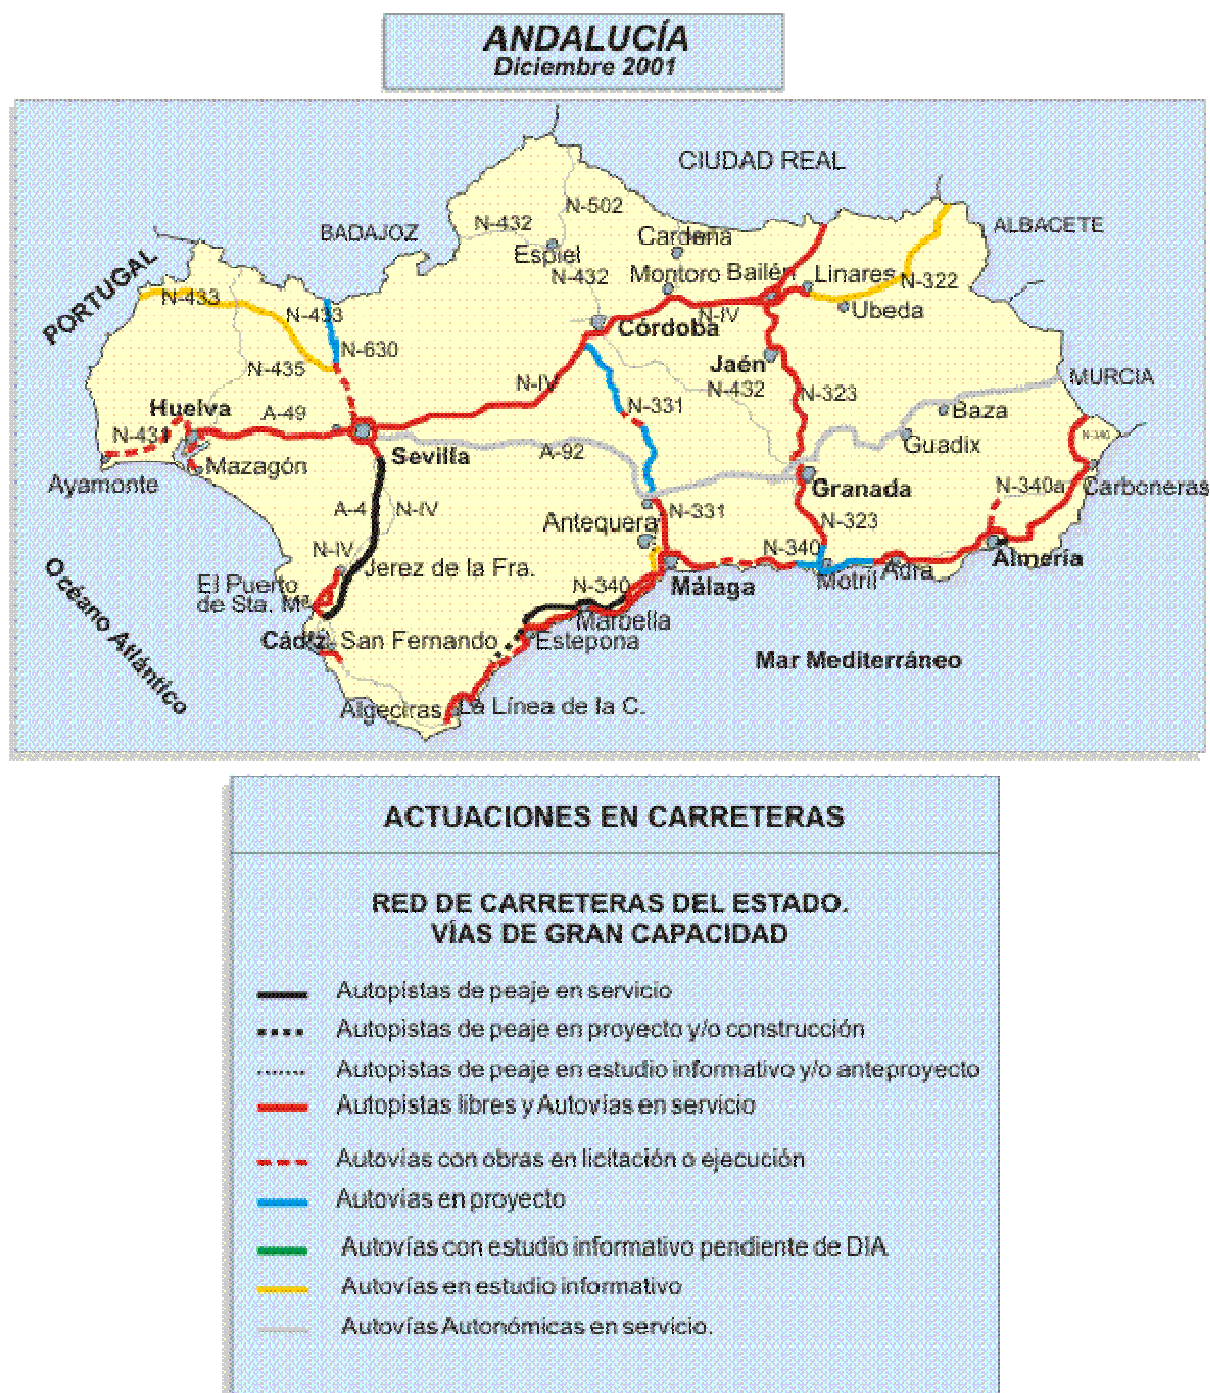 ANDALUCÍA
Diciembre 2001
CIUDAD REAL
N-502
N-432
BADAJOZ
Cardeña
ALBACETE
Espiel
PORTUGAL
N-432
Montoro
Bailén
Linares
N-322
N-433
N-433
Ubeda
N-IV
Córdoba
N-630
Jaén
N-435
N-IV
N-432
N-323
MURCIA
Huelva
A-49
N-331
Baza
N-431
N-340
Guadix
A-92
Sevilla
Mazagón
Ayamonte
Granada
N-340a
Carboneras
A-4
N-IV
N-331
Antequera
N-323
N-IV
N-340
Almería
Jerez de la Fra.
Motril
Adra
El Puerto
de Sta. Mª
N-340
Málaga
Océano Atlántico
Marbella
Cádiz
San Fernando
Estepona
Mar Mediterráneo
Algeciras
La Línea de la C.
ACTUACIONES EN CARRETERAS
RED DE CARRETERAS DEL ESTADO.
VÍAS DE GRAN CAPACIDAD
Autopistas de peaje en servicio
Autopistas de peaje en proyecto y/o construcción
Autopistas de peaje en estudio informativo y/o anteproyecto
Autopistas libres y Autovías en servicio
Autovías con obras en licitación o ejecución
Autovías en proyecto
Autovías con estudio informativo pendiente de DIA
Autovías en estudio informativo
Autovías Autonómicas en servicio.